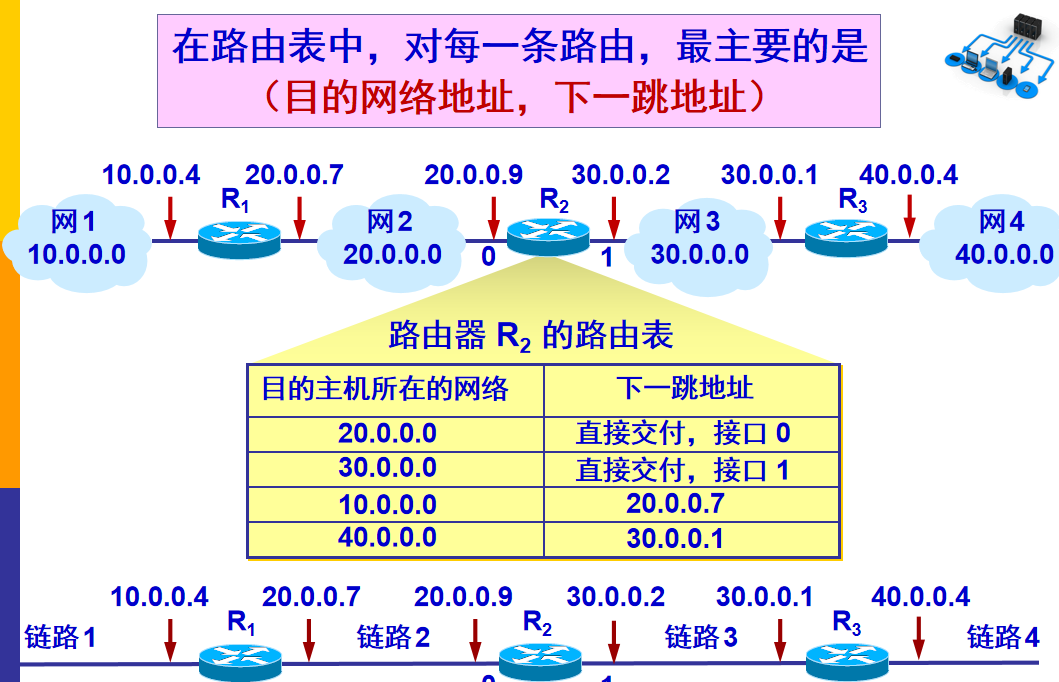 在路由表中，对每一条路由，最主要的是
（目的网络地址，下一跳地址）
10.0.0.4 20.0.0.7 20.0.0.9 30.0.0.2 30.0.0.1 40.0.0.4
R1 R2 R3
网1 网2 网3 网4
10.0.0.0 20.0.0.0 0 1 30.0.0.0 40.0.0.0
路由器 R2 的路由表
目的主机所在的网络 下一跳地址
20.0.0.0 直接交付，接口 0
30.0.0.0 直接交付，接口 1
10.0.0.0 20.0.0.7
40.0.0.0 30.0.0.1
10.0.0.4 20.0.0.7 20.0.0.9 30.0.0.2 30.0.0.1 40.0.0.4
R1 R2 R3
链路1 链路2 链路3 链路4